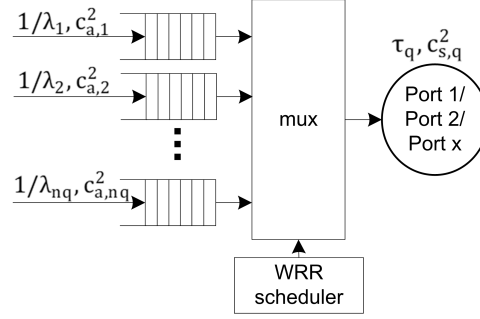 1/λ₁, c²ₐ,₁
1/λ₂, c²ₐ,₂
1/λnq, c²a,nq
mux
WRR
scheduler
τq, c²s,q
Port 1/
Port 2/
Port x